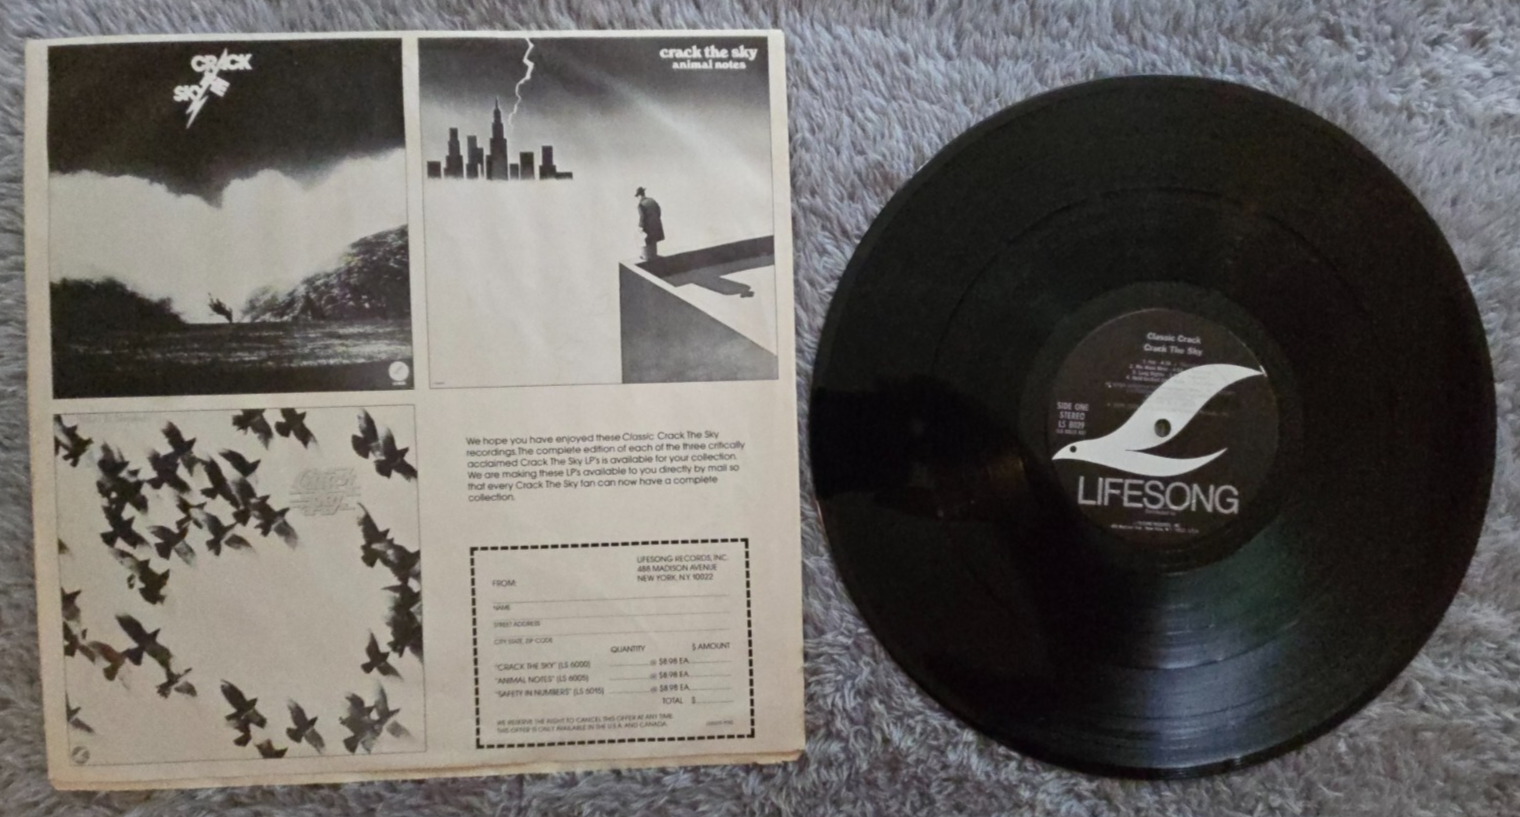 CRACK
THE
SKY
crack the sky
animal notes
We hope you have enjoyed these Classic Crack The Sky
recordings. The complete edition of each of the three critically
acclaimed Crack The Sky LP's is available for your collection.
We are making these LP's available to you directly by mail so
that every Crack The Sky fan can now have a complete
collection.
LIFESONG RECORDS, INC.
488 MADISON AVENUE
NEW YORK, N.Y. 10022
FROM:
NAME
STREET ADDRESS
CITY, STATE, ZIP CODE
QUANTITY $ AMOUNT
"CRACK THE SKY" (LS 6000) @ $8.98 EA.
"ANIMAL NOTES" (LS 6005) @ $8.98 EA.
"SAFETY IN NUMBERS" (LS 6015) @ $8.98 EA.
TOTAL $
WE RESERVE THE RIGHT TO CANCEL THIS OFFER AT ANY TIME.
THIS OFFER IS ONLY AVAILABLE IN THE U.S.A. AND CANADA.
Classic Crack
Crack The Sky
SIDE ONE
STEREO
LS 8029
LIFESONG